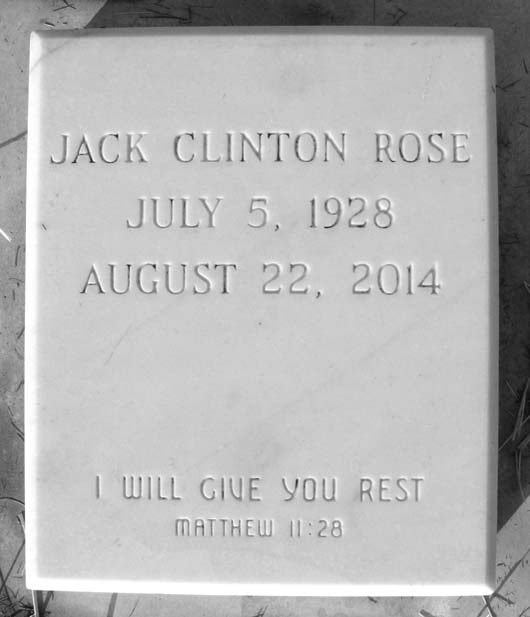 JACK CLINTON ROSE
JULY 5, 1928
AUGUST 22, 2014
I WILL GIVE YOU REST
MATTHEW 11:28